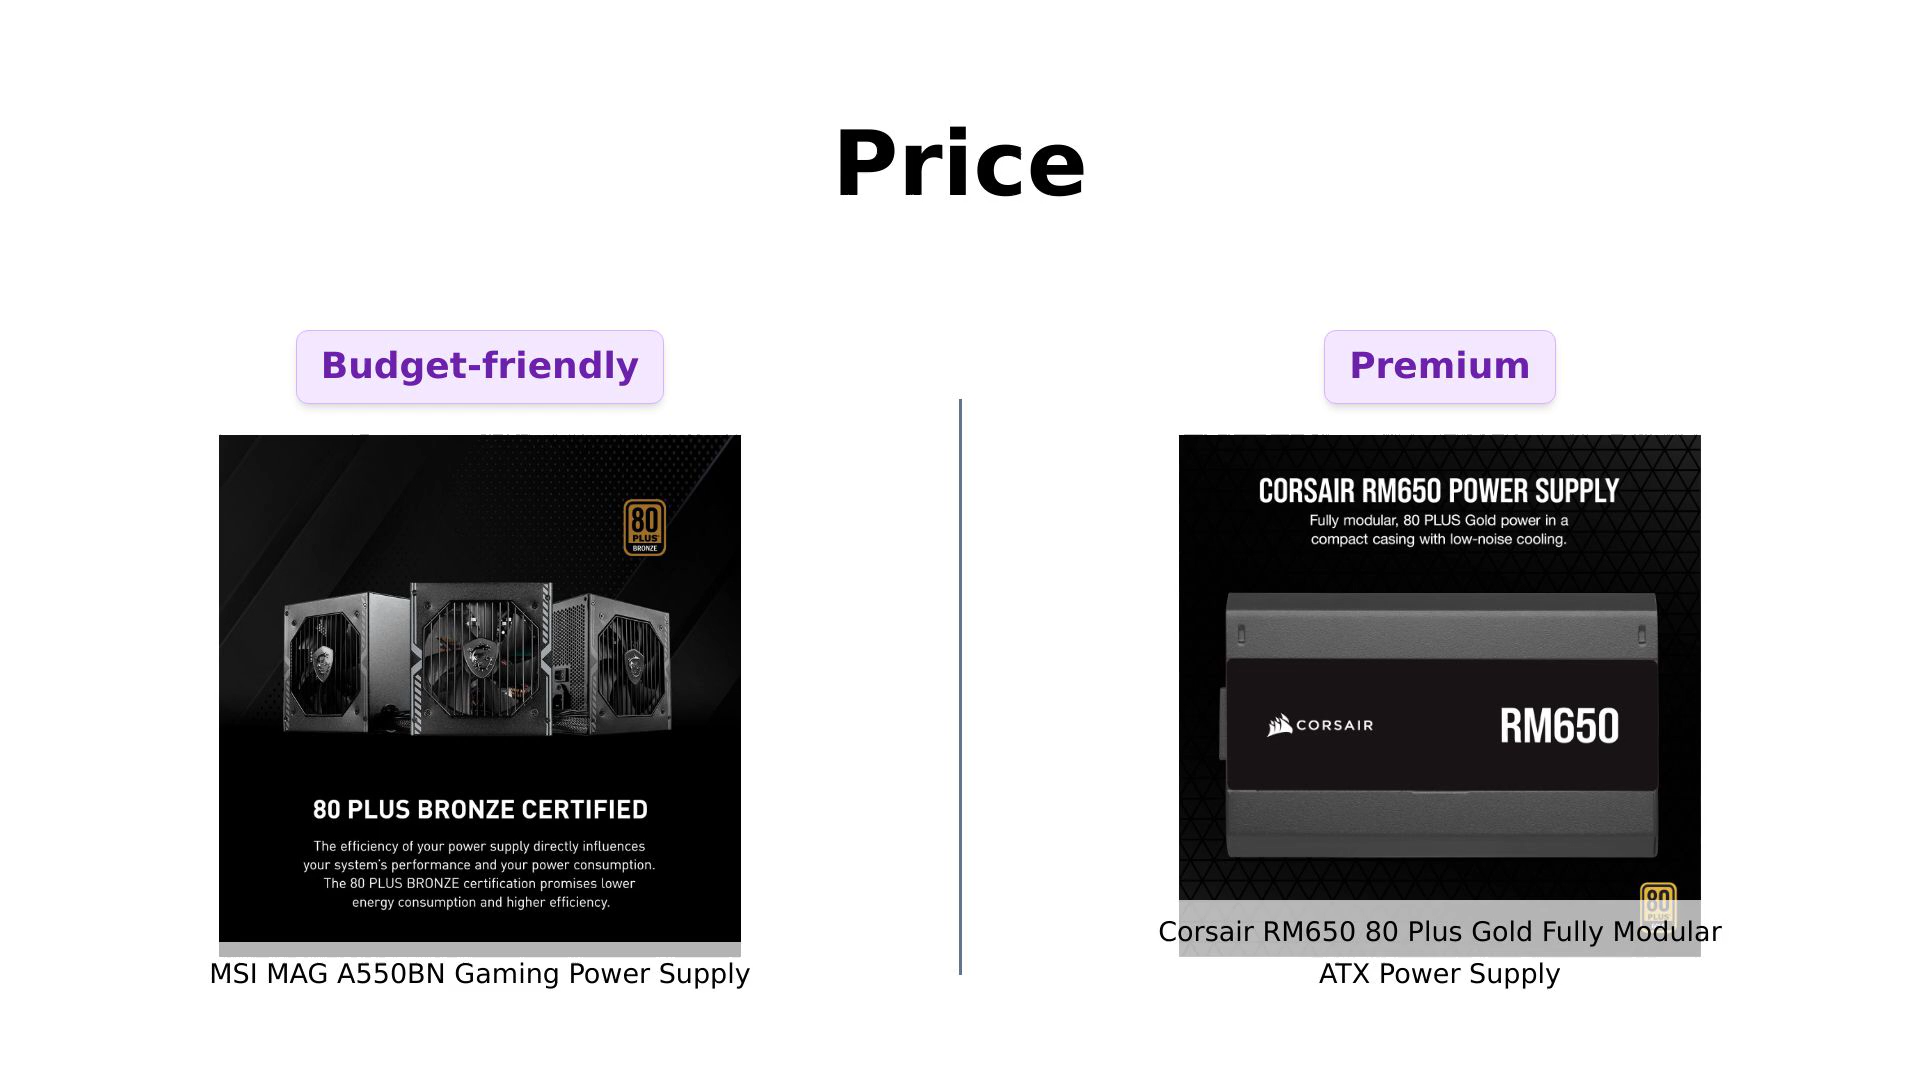 Price
Budget-friendly
80
PLUS
BRONZE
80 PLUS BRONZE CERTIFIED
The efficiency of your power supply directly influences
your system's performance and your power consumption.
The 80 PLUS BRONZE certification promises lower
energy consumption and higher efficiency.
MSI MAG A550BN Gaming Power Supply
Premium
CORSAIR RM650 POWER SUPPLY
Fully modular, 80 PLUS Gold power in a
compact casing with low-noise cooling.
CORSAIR
RM650
80
PLUS
Corsair RM650 80 Plus Gold Fully Modular
ATX Power Supply